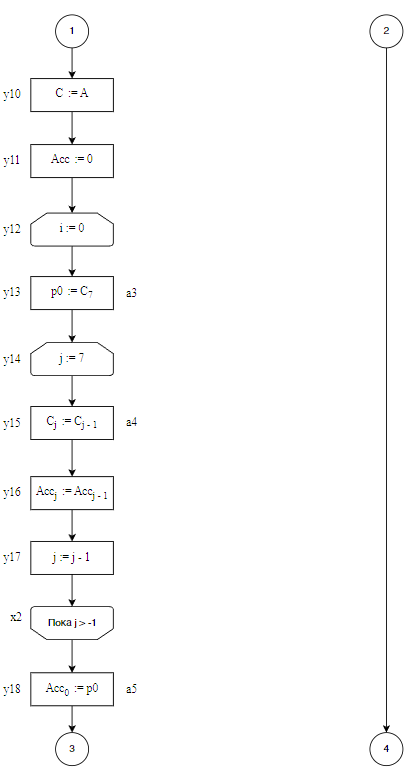 1 2
y10 C := A
y11 Acc := 0
y12 i := 0
y13 p0 := C7 a3
y14 j := 7
y15 Cj := Cj - 1 a4
y16 Accj := Accj - 1
y17 j := j - 1
x2 Пока j > -1
y18 Acc0 := p0 a5
3 4